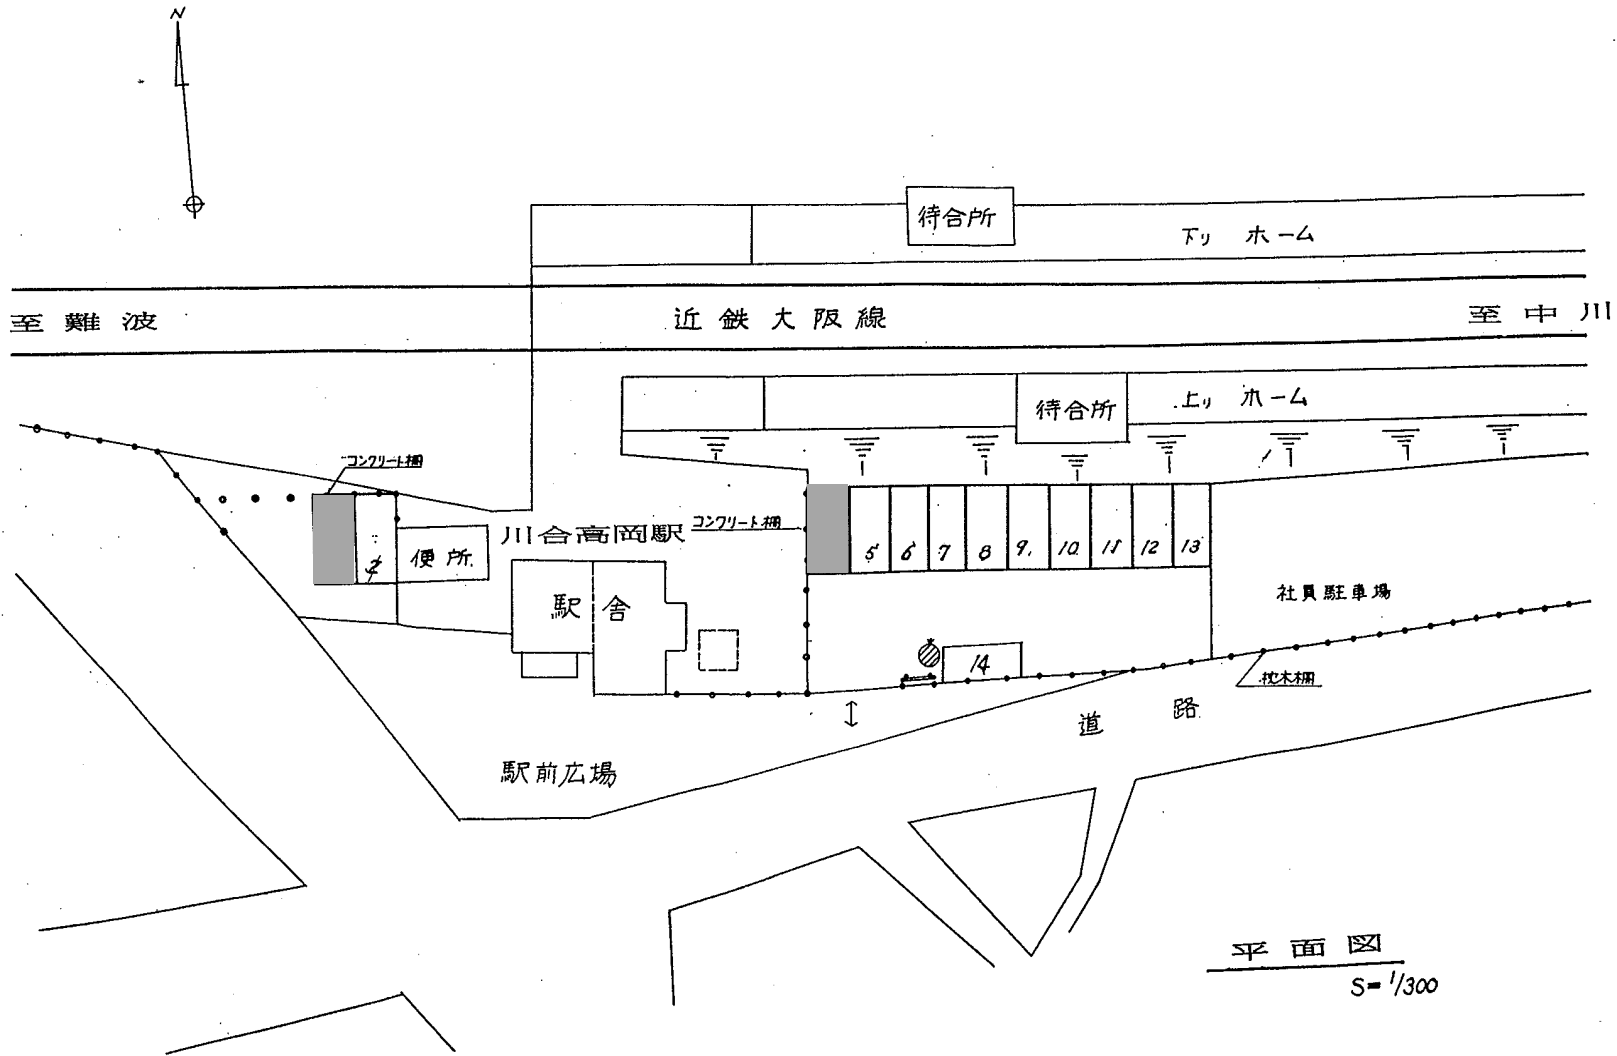 N
待合所
下り ホーム
至難波
近鉄大阪線
至中川
待合所
上り ホーム
コンクリート柵
川合高岡駅
コンクリート柵
2
便所
5
6
7
8
9
10
11
12
13
駅舎
社員駐車場
14
枕木柵
道路
駅前広場
平面図
S=1/300